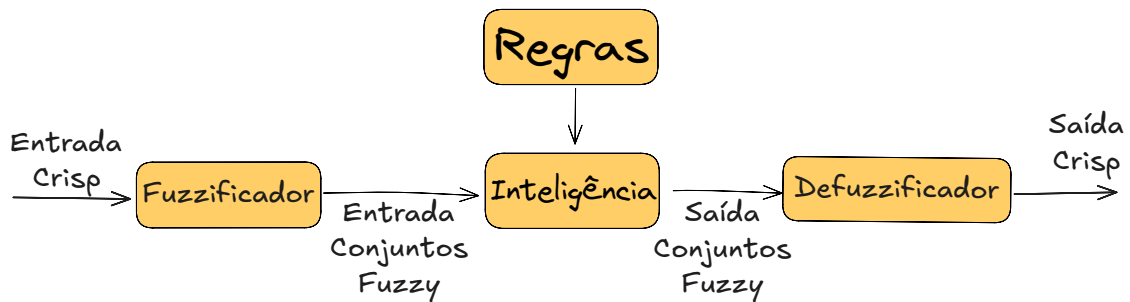 Regras
Entrada
Crisp
Fuzzificador
Entrada
Conjuntos
Fuzzy
Inteligência
Saída
Conjuntos
Fuzzy
Defuzzificador
Saída
Crisp